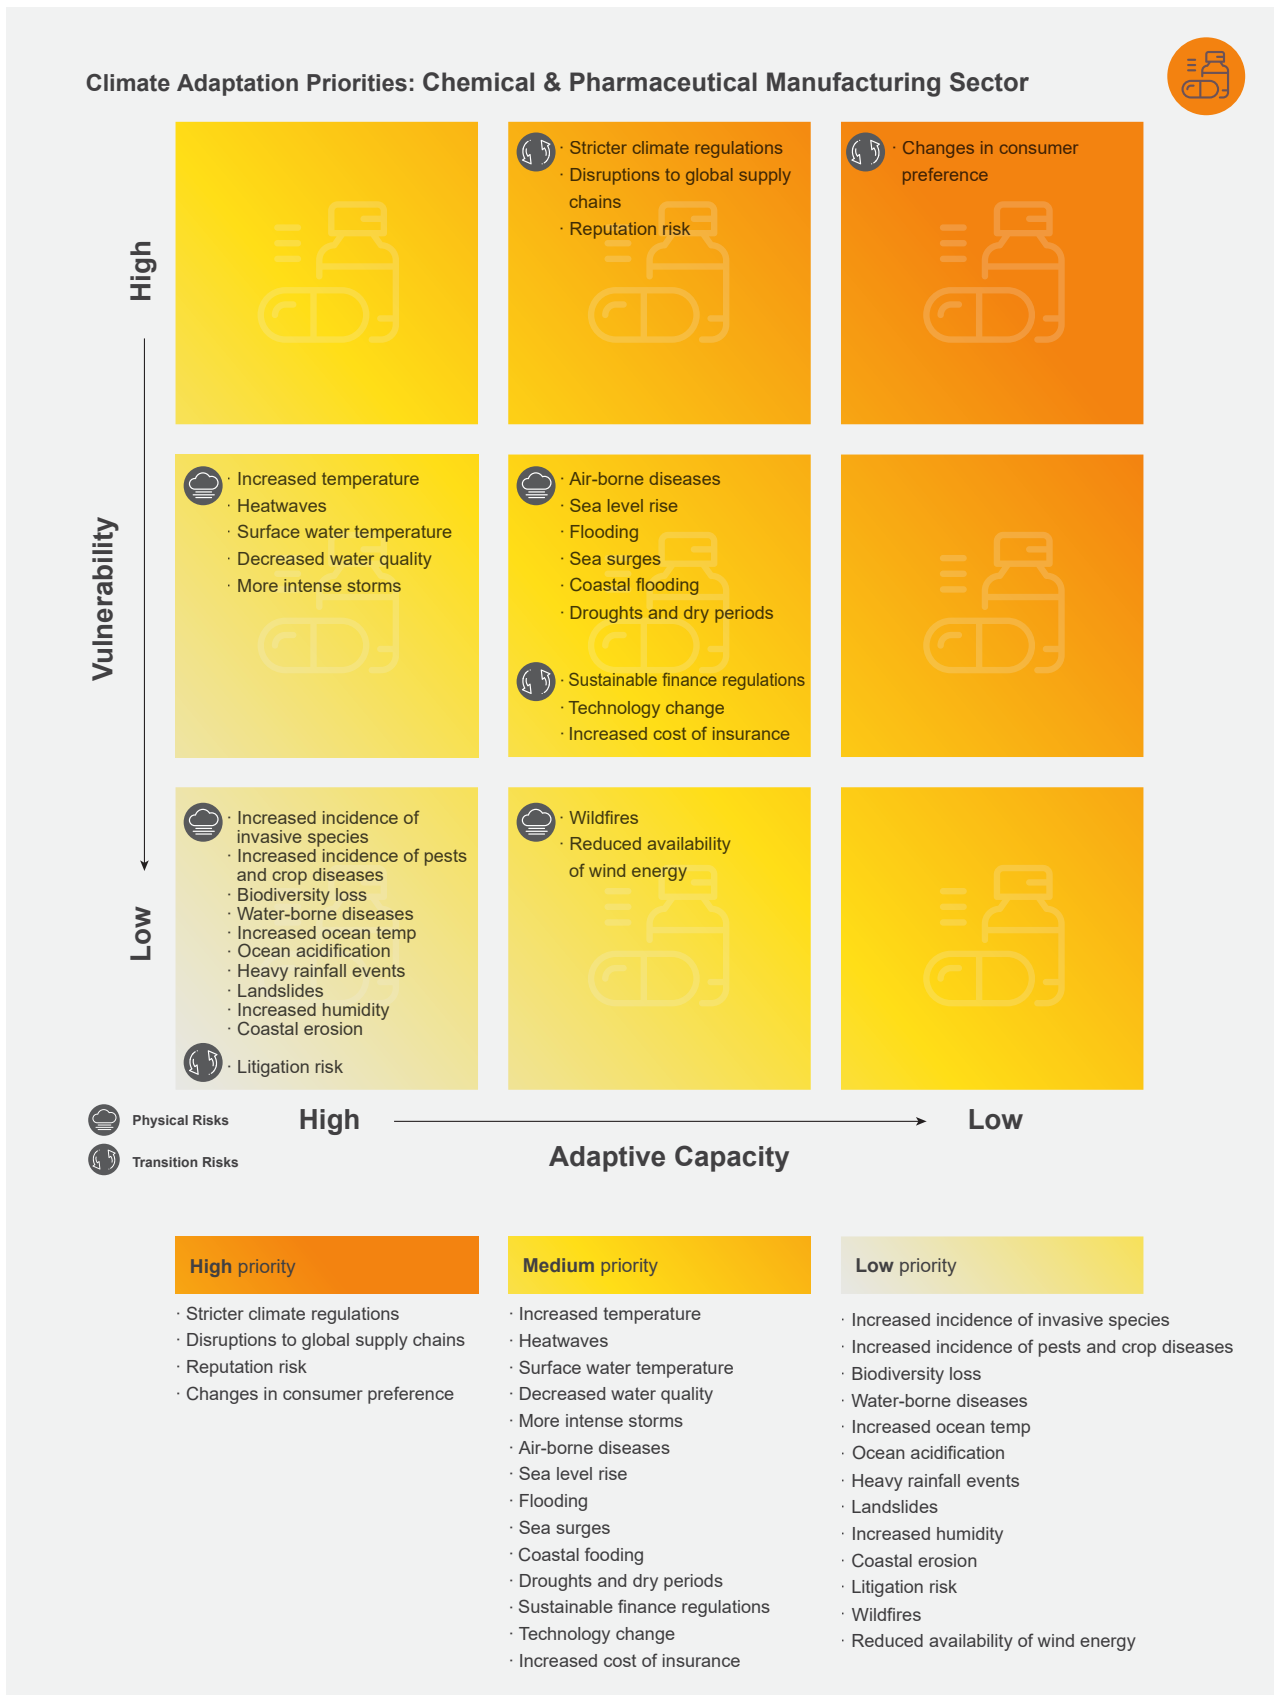 Climate Adaptation Priorities: Chemical & Pharmaceutical Manufacturing Sector
High
Vulnerability
Low
· Stricter climate regulations
· Disruptions to global supply
chains
· Reputation risk
· Changes in consumer
preference
· Increased temperature
· Heatwaves
· Surface water temperature
· Decreased water quality
· More intense storms
· Air-borne diseases
· Sea level rise
· Flooding
· Sea surges
· Coastal flooding
· Droughts and dry periods
· Sustainable finance regulations
· Technology change
· Increased cost of insurance
· Increased incidence of
invasive species
· Increased incidence of pests
and crop diseases
· Biodiversity loss
· Water-borne diseases
· Increased ocean temp
· Ocean acidification
· Heavy rainfall events
· Landslides
· Increased humidity
· Coastal erosion
· Litigation risk
· Wildfires
· Reduced availability
of wind energy
Physical Risks
Transition Risks
High
Low
Adaptive Capacity
High priority
· Stricter climate regulations
· Disruptions to global supply chains
· Reputation risk
· Changes in consumer preference
Medium priority
· Increased temperature
· Heatwaves
· Surface water temperature
· Decreased water quality
· More intense storms
· Air-borne diseases
· Sea level rise
· Flooding
· Sea surges
· Coastal fooding
· Droughts and dry periods
· Sustainable finance regulations
· Technology change
· Increased cost of insurance
Low priority
· Increased incidence of invasive species
· Increased incidence of pests and crop diseases
· Biodiversity loss
· Water-borne diseases
· Increased ocean temp
· Ocean acidification
· Heavy rainfall events
· Landslides
· Increased humidity
· Coastal erosion
· Litigation risk
· Wildfires
· Reduced availability of wind energy